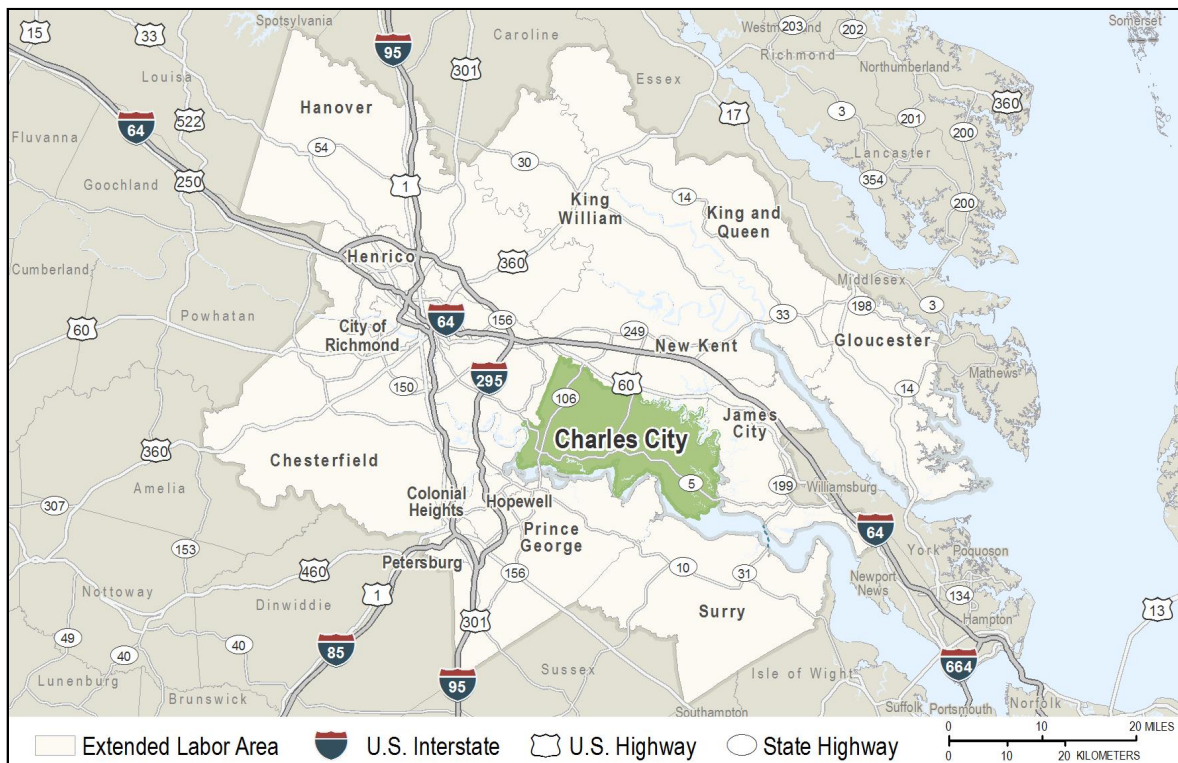 Spotsylvania
Somerset
15
33
95
Caroline
Westmoreland
203
202
Richmond
Louisa
301
Essex
Northumberland
Hanover
17
3
360
522
64
201
200
Fluvanna
54
30
Lancaster
Goochland
250
1
14
354
King
William
King and
Queen
200
Henrico
360
Cumberland
Middlesex
Powhatan
198
3
60
City of
Richmond
64
156
249
33
New Kent
Gloucester
295
60
Mathews
150
106
14
James
City
Charles City
360
Chesterfield
Amelia
5
199
Williamsburg
307
Colonial
Heights
Hopewell
Prince
George
64
York
Poquoson
153
460
Petersburg
156
10
31
Newport
News
134
Nottoway
1
Dinwiddie
Surry
Hampton
13
49
40
40
85
301
Sussex
Isle of Wight
664
Lunenburg
95
Brunswick
Southampton
Suffolk
Portsmouth
Norfolk
Extended Labor Area
U.S. Interstate
U.S. Highway
State Highway
0 10 20 MILES
0 10 20 KILOMETERS